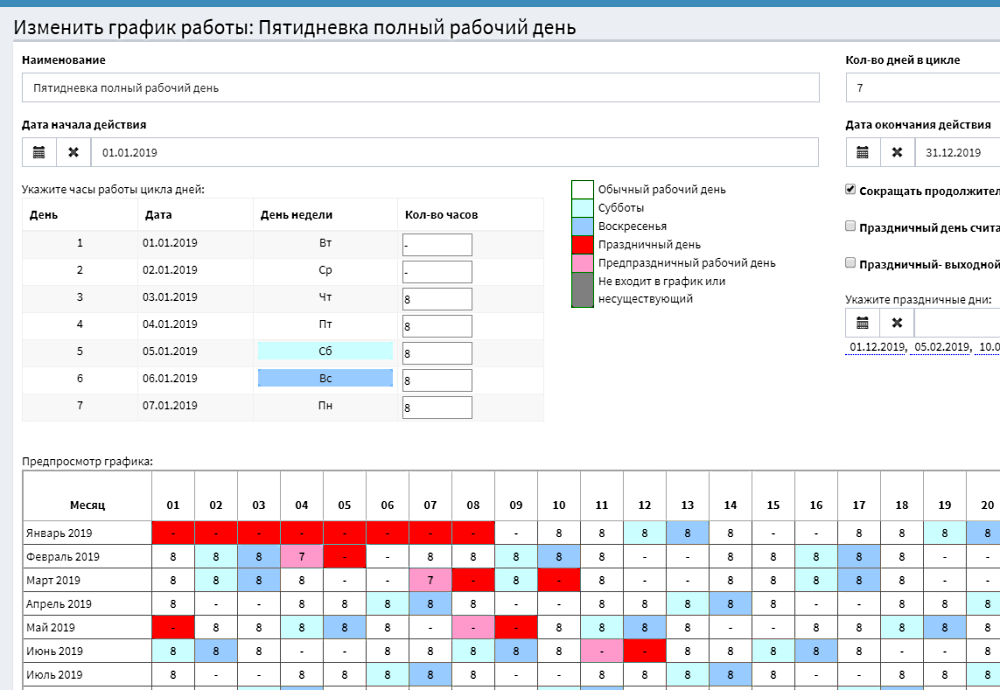 Изменить график работы: Пятидневка полный рабочий день
Наименование
Кол-во дней в цикле
Пятидневка полный рабочий день
7
Дата начала действия
Дата окончания действия
01.01.2019
31.12.2019
Укажите часы работы цикла дней:
День Дата День недели Кол-во часов
1 01.01.2019 Вт -
2 02.01.2019 Ср -
3 03.01.2019 Чт 8
4 04.01.2019 Пт 8
5 05.01.2019 Сб 8
6 06.01.2019 Вс 8
7 07.01.2019 Пн 8
Обычный рабочий день
Субботы
Воскресенья
Праздничный день
Предпраздничный рабочий день
Не входит в график или
несуществующий
Сокращать продолжител
Праздничный день счита
Праздничный- выходной
Укажите праздничные дни:
01.12.2019, 05.02.2019, 10.0
Предпросмотр графика:
Месяц 01 02 03 04 05 06 07 08 09 10 11 12 13 14 15 16 17 18 19 20
Январь 2019 - - - - - - - - - 8 8 8 8 8 - - 8 8 8 8
Февраль 2019 8 8 8 7 - - 8 8 8 8 8 - - 8 8 8 8 8 - -
Март 2019 8 8 8 8 - - 7 - 8 - 8 - - 8 8 8 8 8 - -
Апрель 2019 8 - - 8 8 8 8 8 - - 8 8 8 8 8 - - 8 8 8
Май 2019 - 8 8 8 8 8 - - - 8 8 8 8 - - 8 8 8 8 8
Июнь 2019 8 8 8 - - 8 8 8 8 8 - - 8 8 8 8 8 - - 8
Июль 2019 8 - - 8 8 8 8 8 - - 8 8 8 8 8 - - 8 8 8